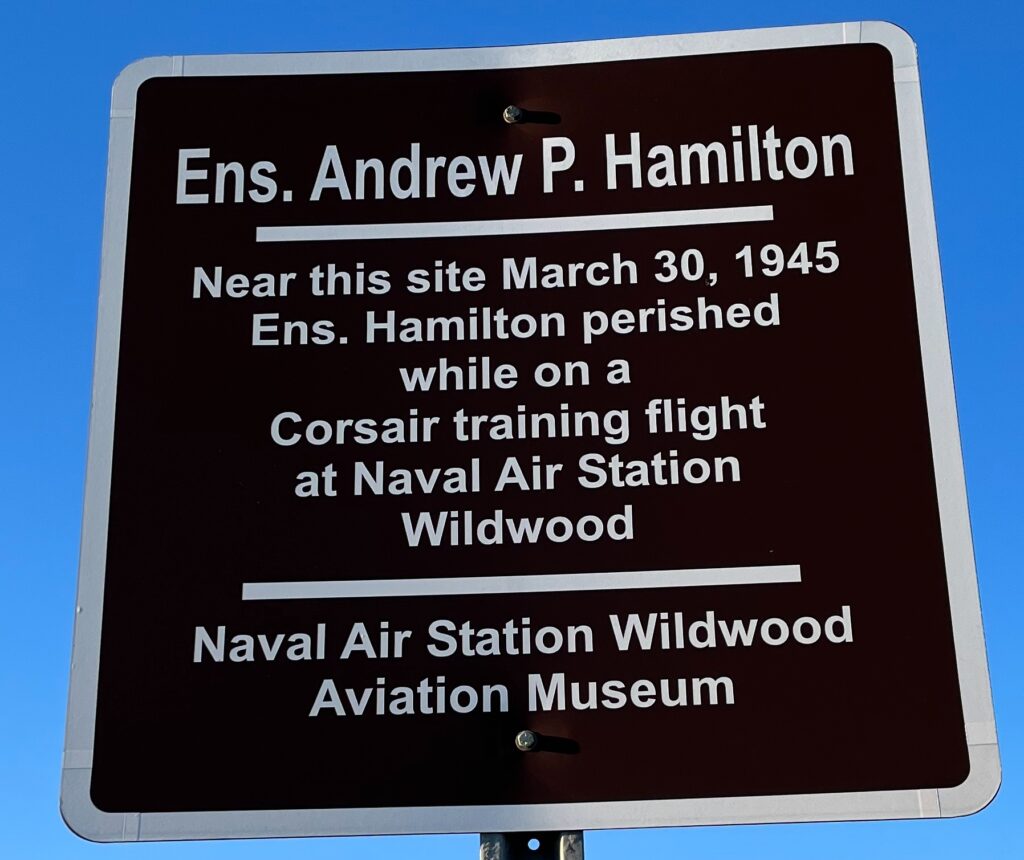 Ens. Andrew P. Hamilton
Near this site March 30, 1945
Ens. Hamilton perished
while on a
Corsair training flight
at Naval Air Station
Wildwood
Naval Air Station Wildwood
Aviation Museum